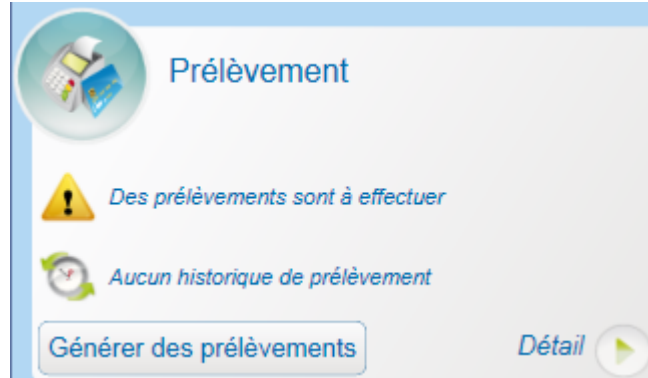 Prélèvement
Des prélèvements sont à effectuer
Aucun historique de prélèvement
Générer des prélèvements
Détail